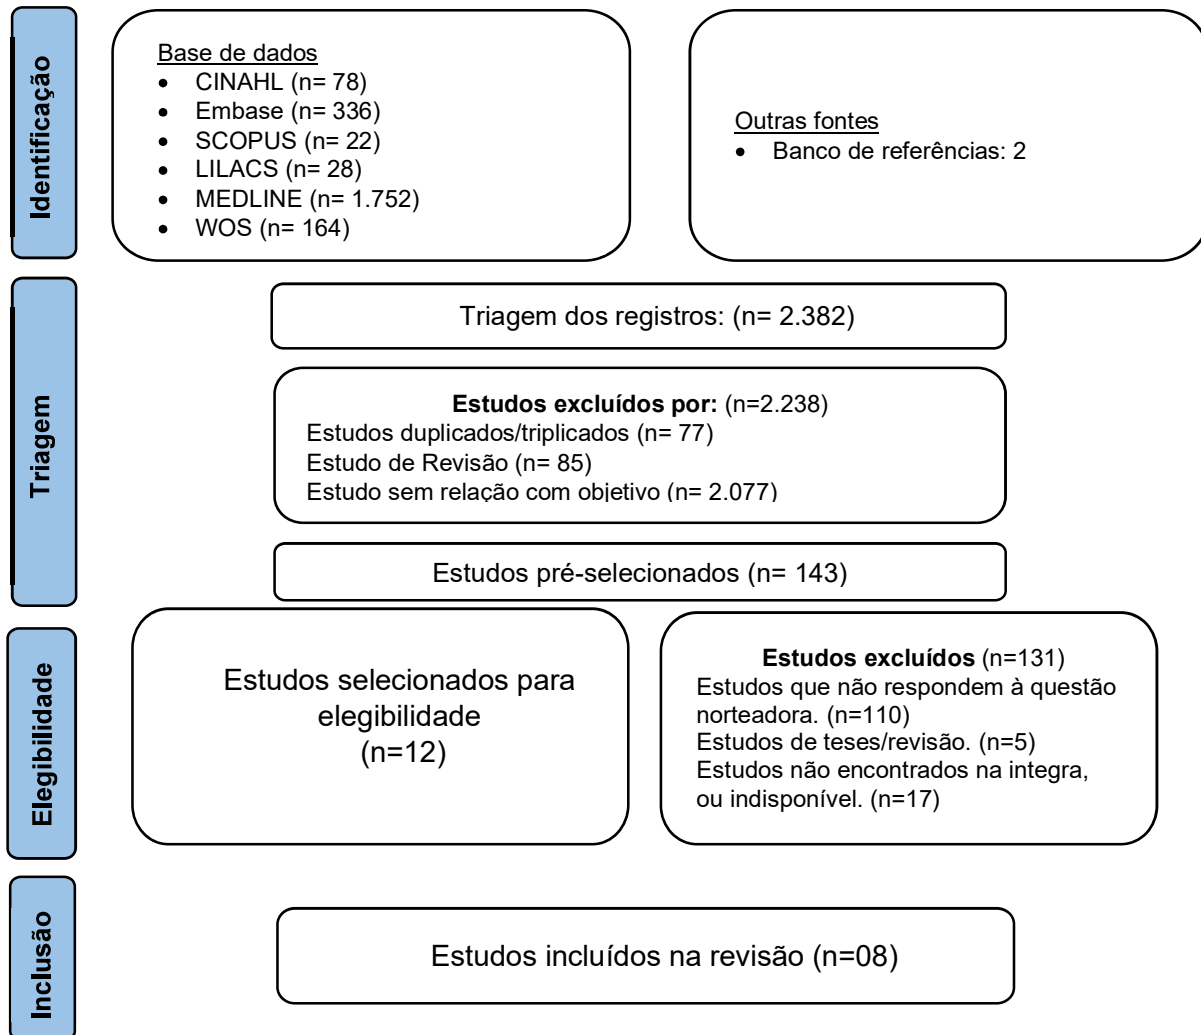 Identificação
Base de dados
• CINAHL (n= 78)
• Embase (n= 336)
• SCOPUS (n= 22)
• LILACS (n= 28)
• MEDLINE (n= 1.752)
• WOS (n= 164)
Outras fontes
• Banco de referências: 2
Triagem
Triagem dos registros: (n= 2.382)
Estudos excluídos por: (n=2.238)
Estudos duplicados/triplicados (n= 77)
Estudo de Revisão (n= 85)
Estudo sem relação com objetivo (n= 2.077)
Estudos pré-selecionados (n= 143)
Elegibilidade
Estudos selecionados para
elegibilidade
(n=12)
Estudos excluídos (n=131)
Estudos que não respondem à questão
norteadora. (n=110)
Estudos de teses/revisão. (n=5)
Estudos não encontrados na integra,
ou indisponível. (n=17)
Inclusão
Estudos incluídos na revisão (n=08)